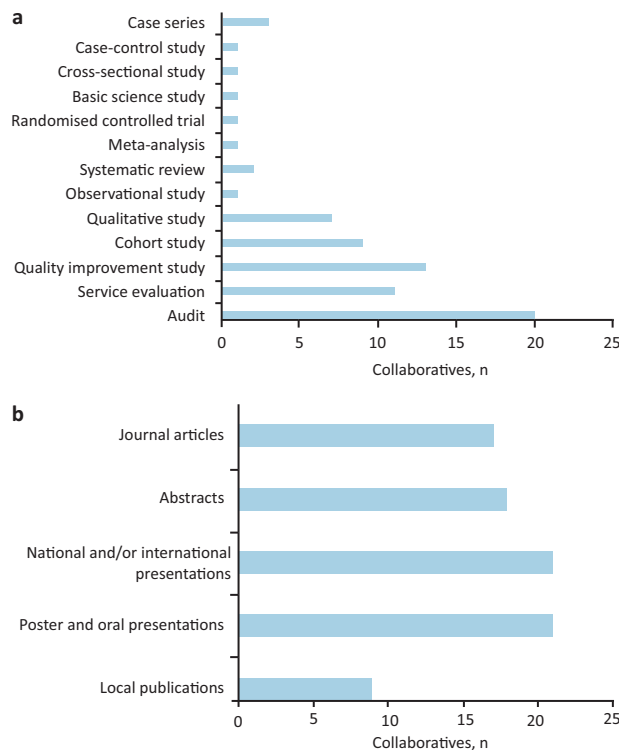 a
Case series
Case-control study
Cross-sectional study
Basic science study
Randomised controlled trial
Meta-analysis
Systematic review
Observational study
Qualitative study
Cohort study
Quality improvement study
Service evaluation
Audit
0 5 10 15 20 25
Collaboratives, n
b
Journal articles
Abstracts
National and/or international
presentations
Poster and oral presentations
Local publications
0 5 10 15 20 25
Collaboratives, n